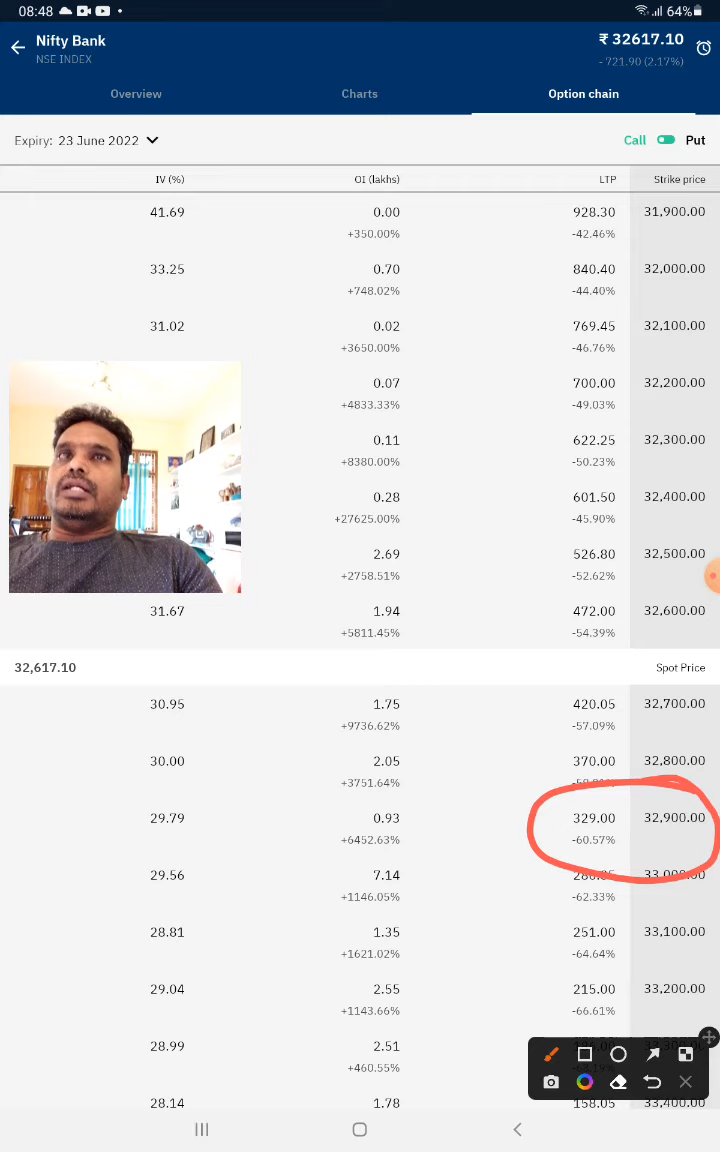 08:48 64%
Nifty Bank ₹ 32617.10
NSE INDEX - 721.90 (2.17%)
Overview Charts Option chain
Expiry: 23 June 2022 Call Put
IV (%) OI (lakhs) LTP Strike price
41.69 0.00 928.30 31,900.00
+350.00% -42.46%
33.25 0.70 840.40 32,000.00
+748.02% -44.40%
31.02 0.02 769.45 32,100.00
+3650.00% -46.76%
0.07 700.00 32,200.00
+4833.33% -49.03%
0.11 622.25 32,300.00
+8380.00% -50.23%
0.28 601.50 32,400.00
+27625.00% -45.90%
2.69 526.80 32,500.00
+2758.51% -52.62%
31.67 1.94 472.00 32,600.00
+5811.45% -54.39%
32,617.10 Spot Price
30.95 1.75 420.05 32,700.00
+9736.62% -57.09%
30.00 2.05 370.00 32,800.00
+3751.64%
29.79 0.93 329.00 32,900.00
+6452.63% -60.57%
29.56 7.14 33,000.00
+1146.05% -62.33%
28.81 1.35 251.00 33,100.00
+1621.02% -64.64%
29.04 2.55 215.00 33,200.00
+1143.66% -66.61%
28.99 2.51
+460.55%
28.14 1.78 158.05 33,400.00